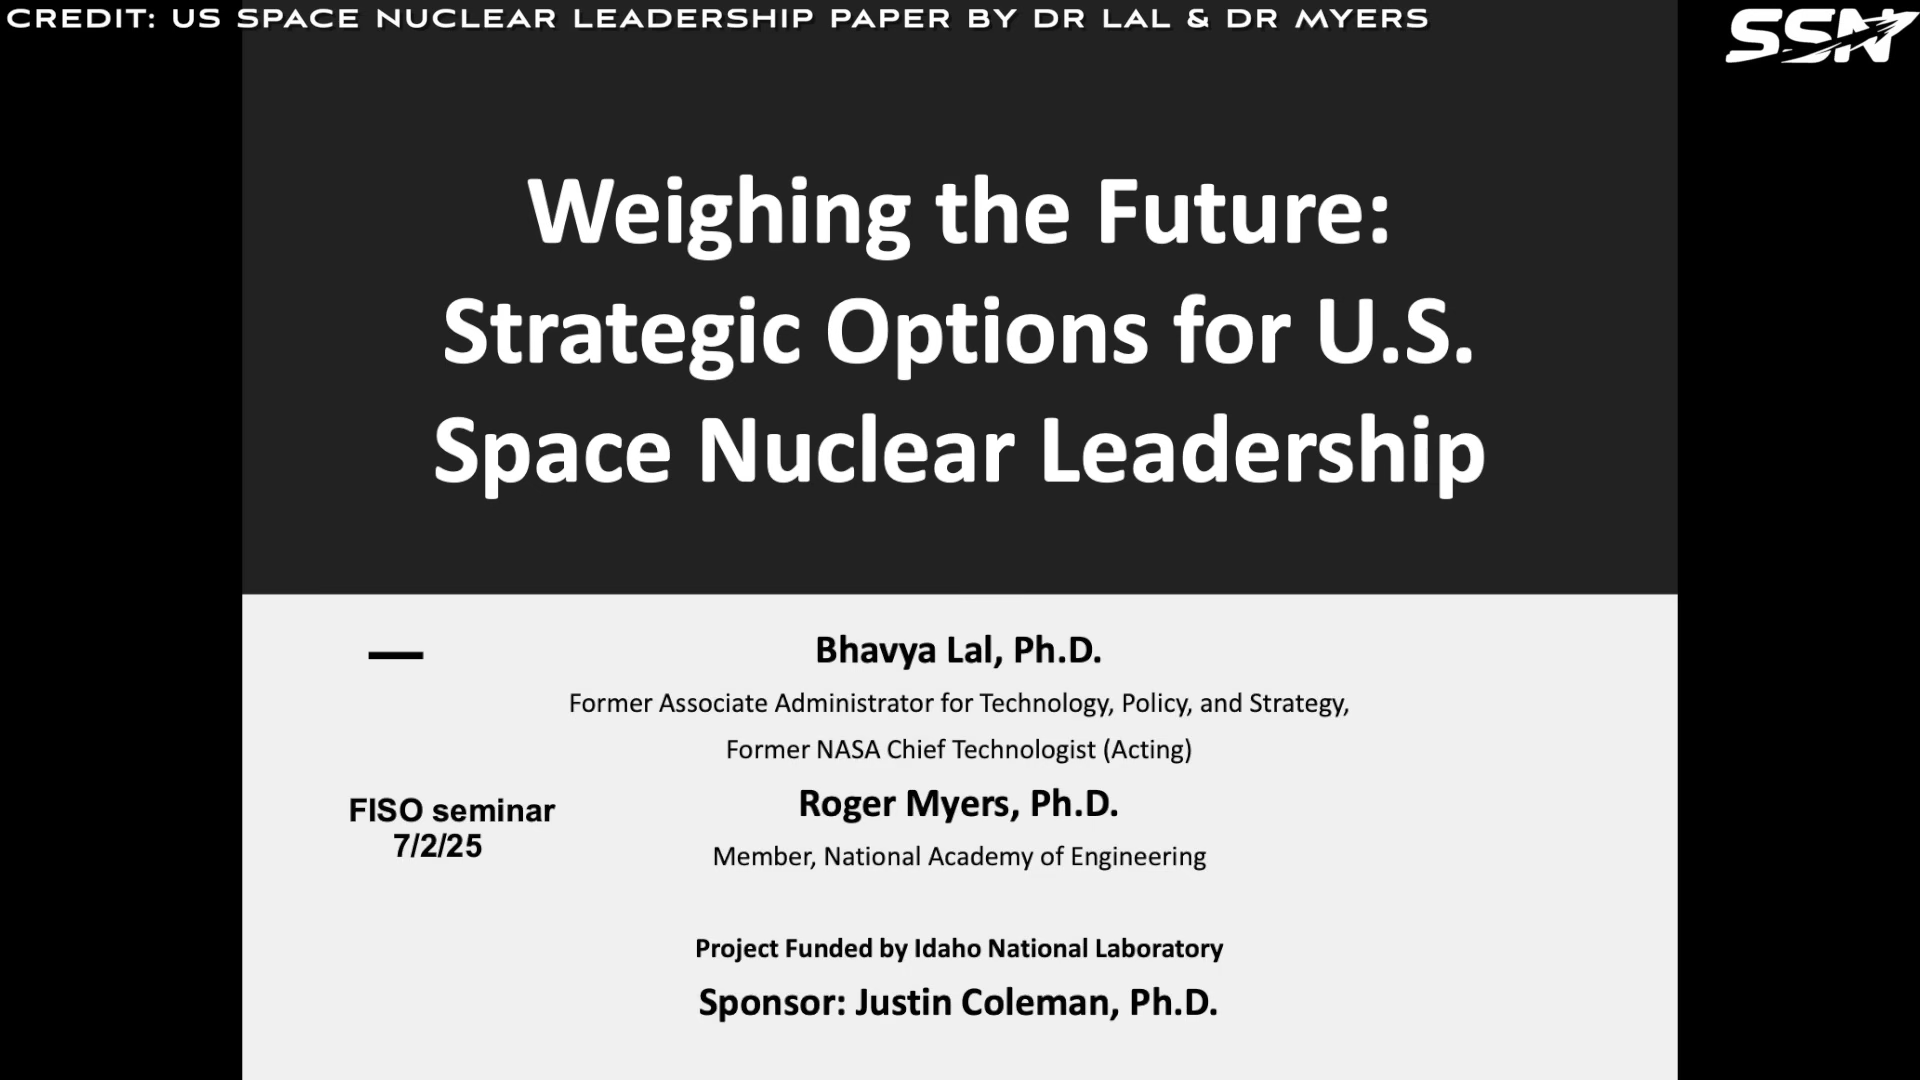 CREDIT: US SPACE NUCLEAR LEADERSHIP PAPER BY DR LAL & DR MYERS
SSN
Weighing the Future:
Strategic Options for U.S.
Space Nuclear Leadership
Bhavya Lal, Ph.D.
Former Associate Administrator for Technology, Policy, and Strategy,
Former NASA Chief Technologist (Acting)
Roger Myers, Ph.D.
Member, National Academy of Engineering
FISO seminar
7/2/25
Project Funded by Idaho National Laboratory
Sponsor: Justin Coleman, Ph.D.